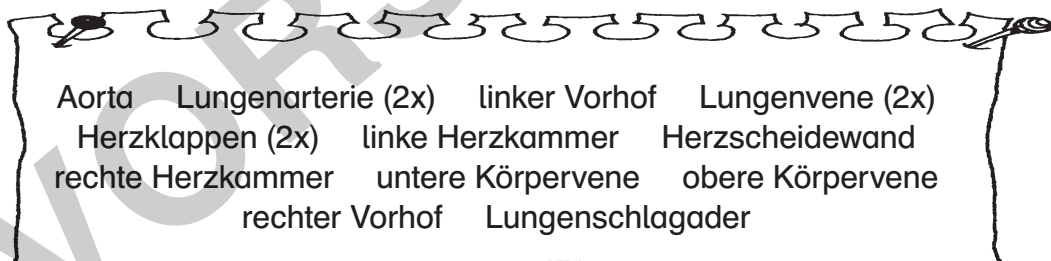 Aorta Lungenarterie (2x) linker Vorhof Lungenvene (2x)
Herzklappen (2x) linke Herzkammer Herzscheidewand
rechte Herzkammer untere Körpervene obere Körpervene
rechter Vorhof Lungenschlagader